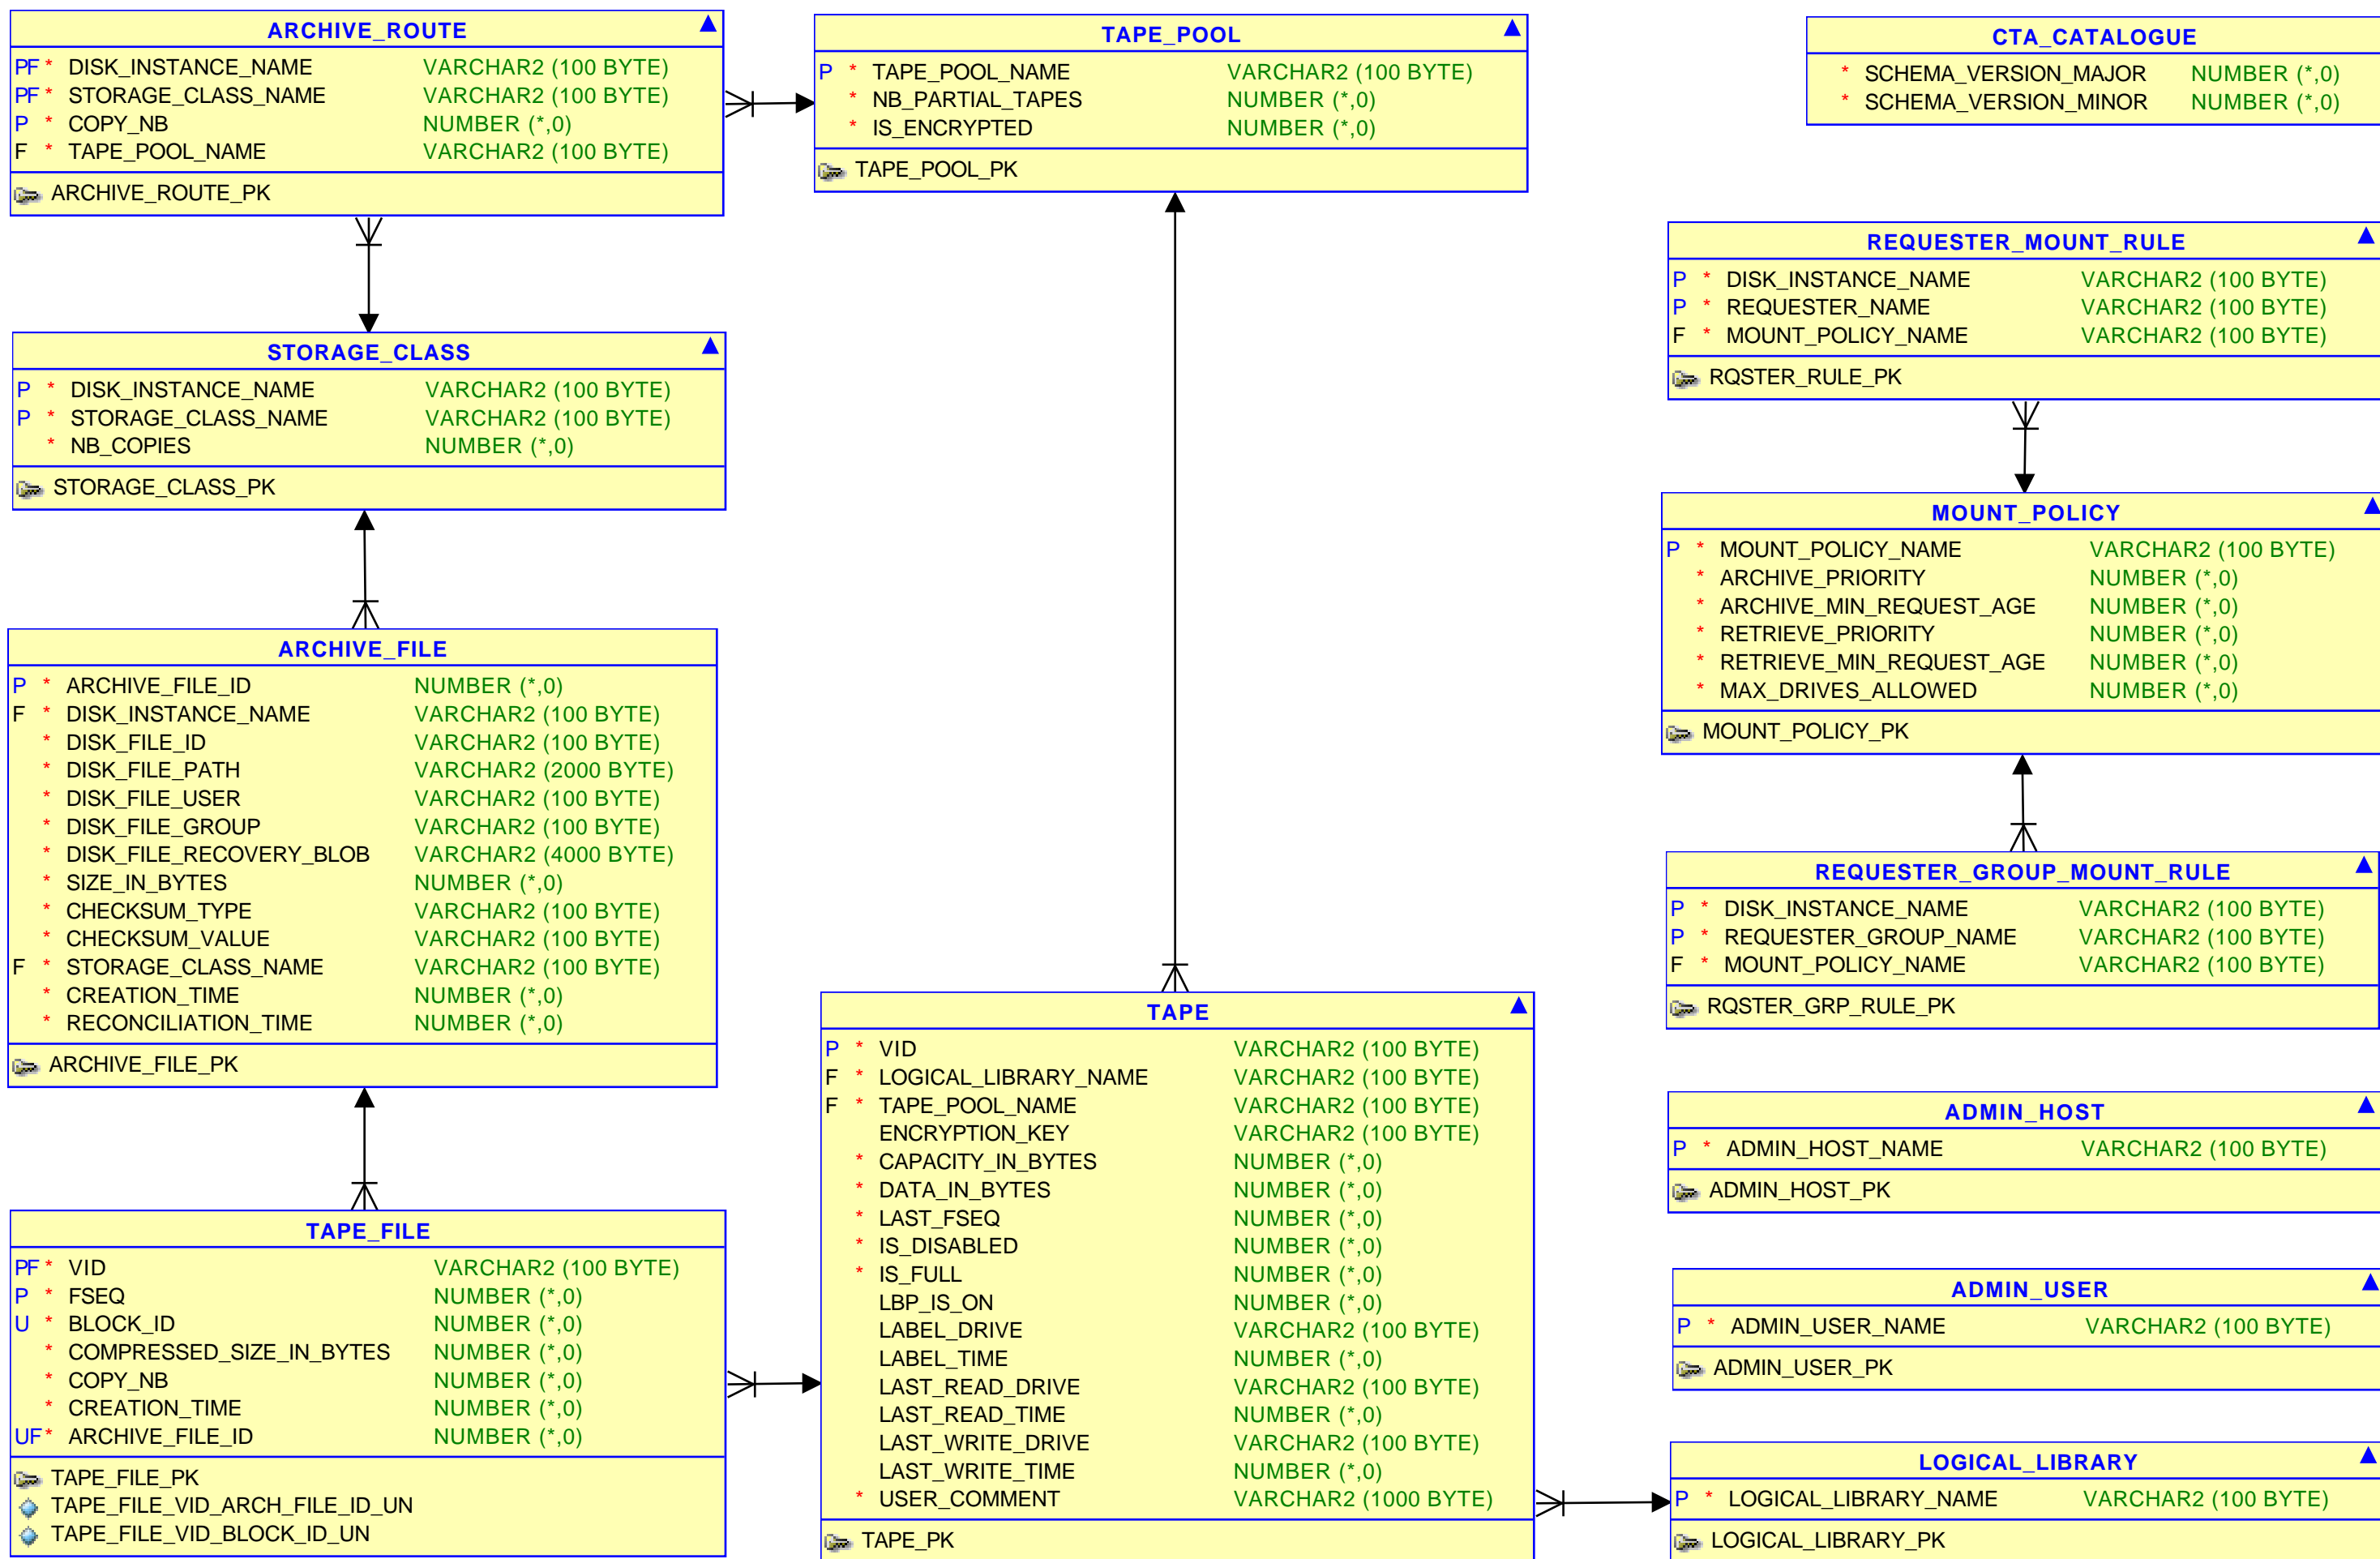 ARCHIVE_ROUTE
PF * DISK_INSTANCE_NAME VARCHAR2 (100 BYTE)
PF * STORAGE_CLASS_NAME VARCHAR2 (100 BYTE)
P * COPY_NB NUMBER (*,0)
F * TAPE_POOL_NAME VARCHAR2 (100 BYTE)
ARCHIVE_ROUTE_PK
TAPE_POOL
P * TAPE_POOL_NAME VARCHAR2 (100 BYTE)
* NB_PARTIAL_TAPES NUMBER (*,0)
* IS_ENCRYPTED NUMBER (*,0)
TAPE_POOL_PK
CTA_CATALOGUE
* SCHEMA_VERSION_MAJOR NUMBER (*,0)
* SCHEMA_VERSION_MINOR NUMBER (*,0)
REQUESTER_MOUNT_RULE
P * DISK_INSTANCE_NAME VARCHAR2 (100 BYTE)
P * REQUESTER_NAME VARCHAR2 (100 BYTE)
F * MOUNT_POLICY_NAME VARCHAR2 (100 BYTE)
RQSTER_RULE_PK
STORAGE_CLASS
P * DISK_INSTANCE_NAME VARCHAR2 (100 BYTE)
P * STORAGE_CLASS_NAME VARCHAR2 (100 BYTE)
* NB_COPIES NUMBER (*,0)
STORAGE_CLASS_PK
MOUNT_POLICY
P * MOUNT_POLICY_NAME VARCHAR2 (100 BYTE)
* ARCHIVE_PRIORITY NUMBER (*,0)
* ARCHIVE_MIN_REQUEST_AGE NUMBER (*,0)
* RETRIEVE_PRIORITY NUMBER (*,0)
* RETRIEVE_MIN_REQUEST_AGE NUMBER (*,0)
* MAX_DRIVES_ALLOWED NUMBER (*,0)
MOUNT_POLICY_PK
ARCHIVE_FILE
P * ARCHIVE_FILE_ID NUMBER (*,0)
F * DISK_INSTANCE_NAME VARCHAR2 (100 BYTE)
* DISK_FILE_ID VARCHAR2 (100 BYTE)
* DISK_FILE_PATH VARCHAR2 (2000 BYTE)
* DISK_FILE_USER VARCHAR2 (100 BYTE)
* DISK_FILE_GROUP VARCHAR2 (100 BYTE)
* DISK_FILE_RECOVERY_BLOB VARCHAR2 (4000 BYTE)
* SIZE_IN_BYTES NUMBER (*,0)
* CHECKSUM_TYPE VARCHAR2 (100 BYTE)
* CHECKSUM_VALUE VARCHAR2 (100 BYTE)
F * STORAGE_CLASS_NAME VARCHAR2 (100 BYTE)
* CREATION_TIME NUMBER (*,0)
* RECONCILIATION_TIME NUMBER (*,0)
ARCHIVE_FILE_PK
REQUESTER_GROUP_MOUNT_RULE
P * DISK_INSTANCE_NAME VARCHAR2 (100 BYTE)
P * REQUESTER_GROUP_NAME VARCHAR2 (100 BYTE)
F * MOUNT_POLICY_NAME VARCHAR2 (100 BYTE)
RQSTER_GRP_RULE_PK
TAPE
P * VID VARCHAR2 (100 BYTE)
F * LOGICAL_LIBRARY_NAME VARCHAR2 (100 BYTE)
F * TAPE_POOL_NAME VARCHAR2 (100 BYTE)
ENCRYPTION_KEY VARCHAR2 (100 BYTE)
* CAPACITY_IN_BYTES NUMBER (*,0)
* DATA_IN_BYTES NUMBER (*,0)
* LAST_FSEQ NUMBER (*,0)
* IS_DISABLED NUMBER (*,0)
* IS_FULL NUMBER (*,0)
LBP_IS_ON NUMBER (*,0)
LABEL_DRIVE VARCHAR2 (100 BYTE)
LABEL_TIME NUMBER (*,0)
LAST_READ_DRIVE VARCHAR2 (100 BYTE)
LAST_READ_TIME NUMBER (*,0)
LAST_WRITE_DRIVE VARCHAR2 (100 BYTE)
LAST_WRITE_TIME NUMBER (*,0)
* USER_COMMENT VARCHAR2 (1000 BYTE)
TAPE_PK
ADMIN_HOST
P * ADMIN_HOST_NAME VARCHAR2 (100 BYTE)
ADMIN_HOST_PK
TAPE_FILE
PF * VID VARCHAR2 (100 BYTE)
P * FSEQ NUMBER (*,0)
U * BLOCK_ID NUMBER (*,0)
* COMPRESSED_SIZE_IN_BYTES NUMBER (*,0)
* COPY_NB NUMBER (*,0)
* CREATION_TIME NUMBER (*,0)
UF * ARCHIVE_FILE_ID NUMBER (*,0)
TAPE_FILE_PK
TAPE_FILE_VID_ARCH_FILE_ID_UN
TAPE_FILE_VID_BLOCK_ID_UN
ADMIN_USER
P * ADMIN_USER_NAME VARCHAR2 (100 BYTE)
ADMIN_USER_PK
LOGICAL_LIBRARY
P * LOGICAL_LIBRARY_NAME VARCHAR2 (100 BYTE)
LOGICAL_LIBRARY_PK